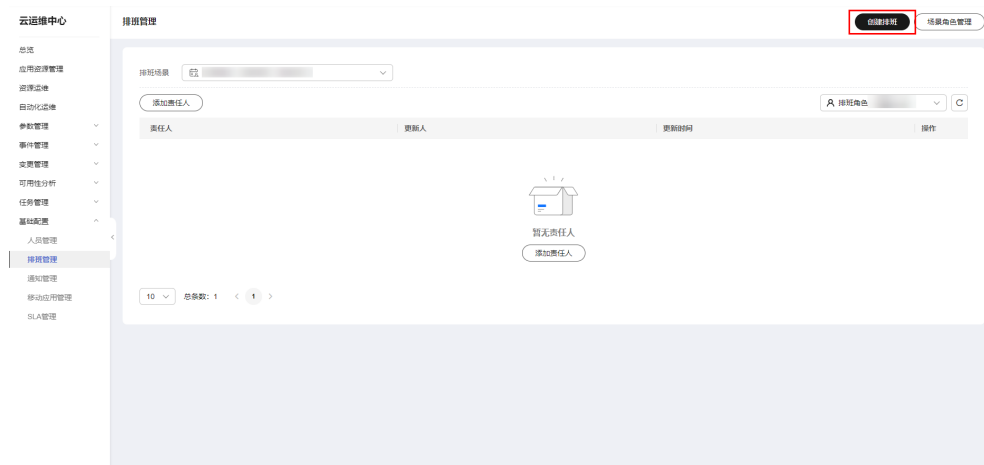 云运维中心
排班管理
创建排班
场景角色管理
总览
应用资源管理
资源运维
自动化运维
参数管理
事件管理
变更管理
可用性分析
任务管理
基础配置
人员管理
排班管理
通知管理
移动应用管理
SLA管理
排班场景
添加责任人
排班角色
责任人 更新人 更新时间 操作
暂无责任人
添加责任人
10 总条数: 1 < 1 >